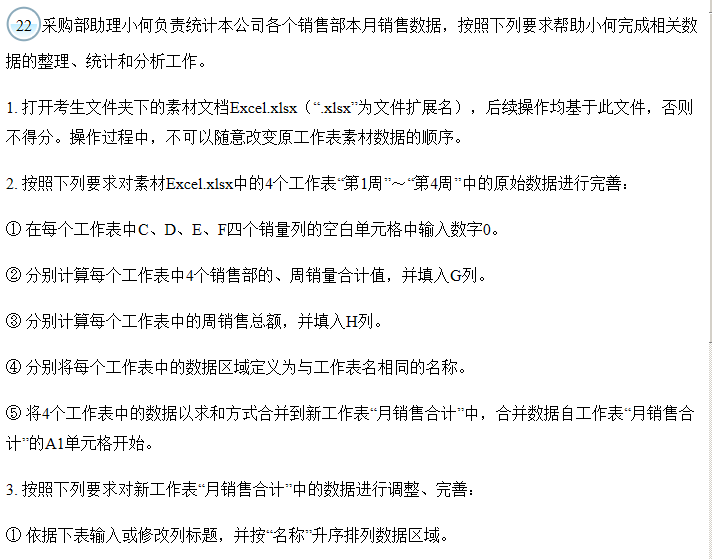 22 采购部助理小何负责统计本公司各个销售部本月销售数据，按照下列要求帮助小何完成相关数
据的整理、统计和分析工作。
1. 打开考生文件夹下的素材文档Excel.xlsx（“.xlsx”为文件扩展名），后续操作均基于此文件，否则
不得分。操作过程中，不可以随意改变原工作表素材数据的顺序。
2. 按照下列要求对素材Excel.xlsx中的4个工作表“第1周”～“第4周”中的原始数据进行完善：
① 在每个工作表中C、D、E、F四个销量列的空白单元格中输入数字0。
② 分别计算每个工作表中4个销售部的、周销量合计值，并填入G列。
③ 分别计算每个工作表中的周销售总额，并填入H列。
④ 分别将每个工作表中的数据区域定义为与工作表名相同的名称。
⑤ 将4个工作表中的数据以求和方式合并到新工作表“月销售合计”中，合并数据自工作表“月销售合
计”的A1单元格开始。
3. 按照下列要求对新工作表“月销售合计”中的数据进行调整、完善：
① 依据下表输入或修改列标题，并按“名称”升序排列数据区域。